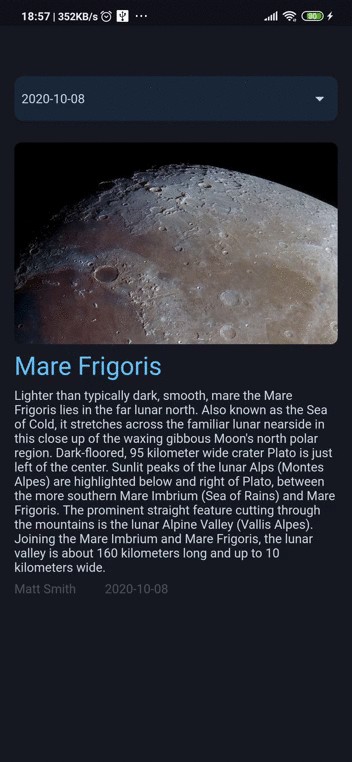 18:57 | 352KB/s ... 90
2020-10-08
Mare Frigoris
Lighter than typically dark, smooth, mare the Mare
Frigoris lies in the far lunar north. Also known as the Sea
of Cold, it stretches across the familiar lunar nearside in
this close up of the waxing gibbous Moon's north polar
region. Dark-floored, 95 kilometer wide crater Plato is just
left of the center. Sunlit peaks of the lunar Alps (Montes
Alpes) are highlighted below and right of Plato, between
the more southern Mare Imbrium (Sea of Rains) and Mare
Frigoris. The prominent straight feature cutting through
the mountains is the lunar Alpine Valley (Vallis Alpes).
Joining the Mare Imbrium and Mare Frigoris, the lunar
valley is about 160 kilometers long and up to 10
kilometers wide.
Matt Smith 2020-10-08